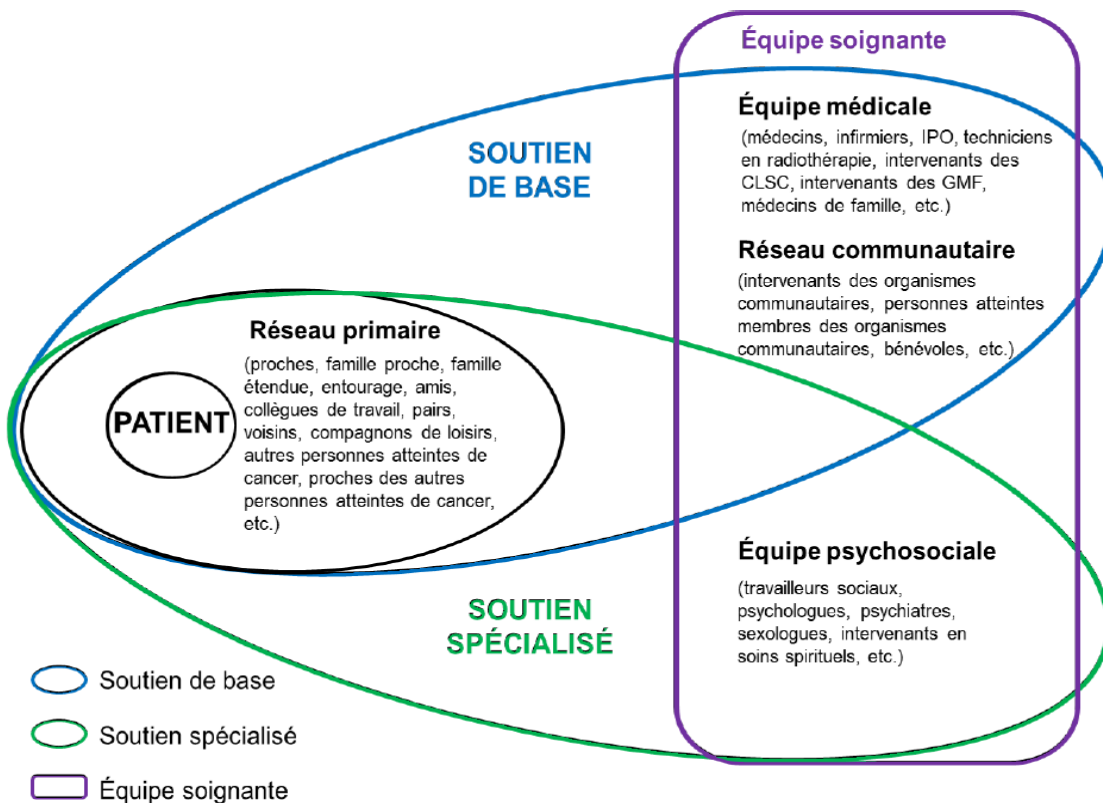 Équipe soignante
Équipe médicale
(médecins, infirmiers, IPO, techniciens
en radiothérapie, intervenants des
CLSC, intervenants des GMF,
médecins de famille, etc.)
SOUTIEN
DE BASE
Réseau communautaire
(intervenants des organismes
communautaires, personnes atteintes
membres des organismes
communautaires, bénévoles, etc.)
Réseau primaire
(proches, famille proche, famille
étendue, entourage, amis,
collègues de travail, pairs,
voisins, compagnons de loisirs,
autres personnes atteintes de
cancer, proches des autres
personnes atteintes de cancer,
etc.)
PATIENT
Équipe psychosociale
(travailleurs sociaux,
psychologues, psychiatres,
sexologues, intervenants en
soins spirituels, etc.)
SOUTIEN
SPÉCIALISÉ
Soutien de base
Soutien spécialisé
Équipe soignante